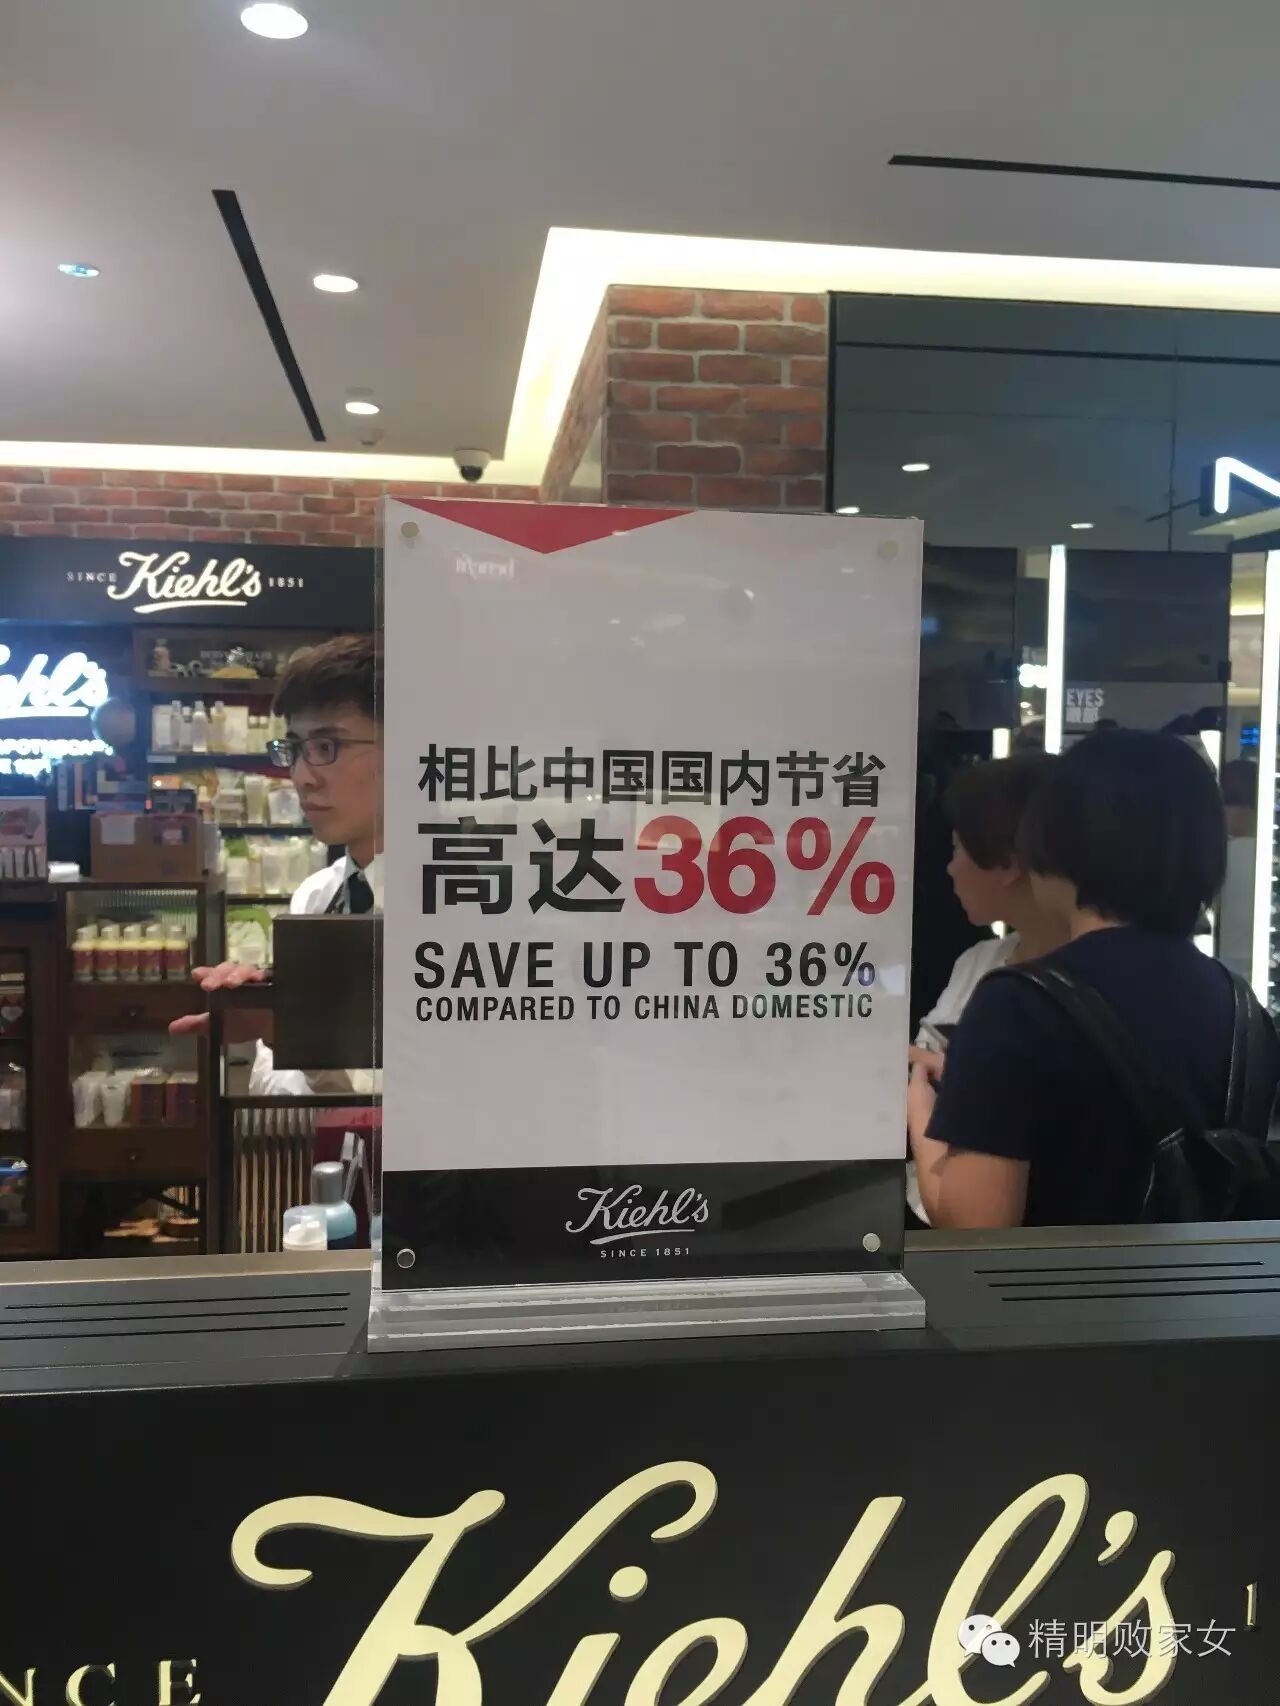 SINCE Kiehl's 1851
EYES
相比中国国内节省
高达36%
SAVE UP TO 36%
COMPARED TO CHINA DOMESTIC
Kiehl's
SINCE 1851
Kiehl's
精明败家女